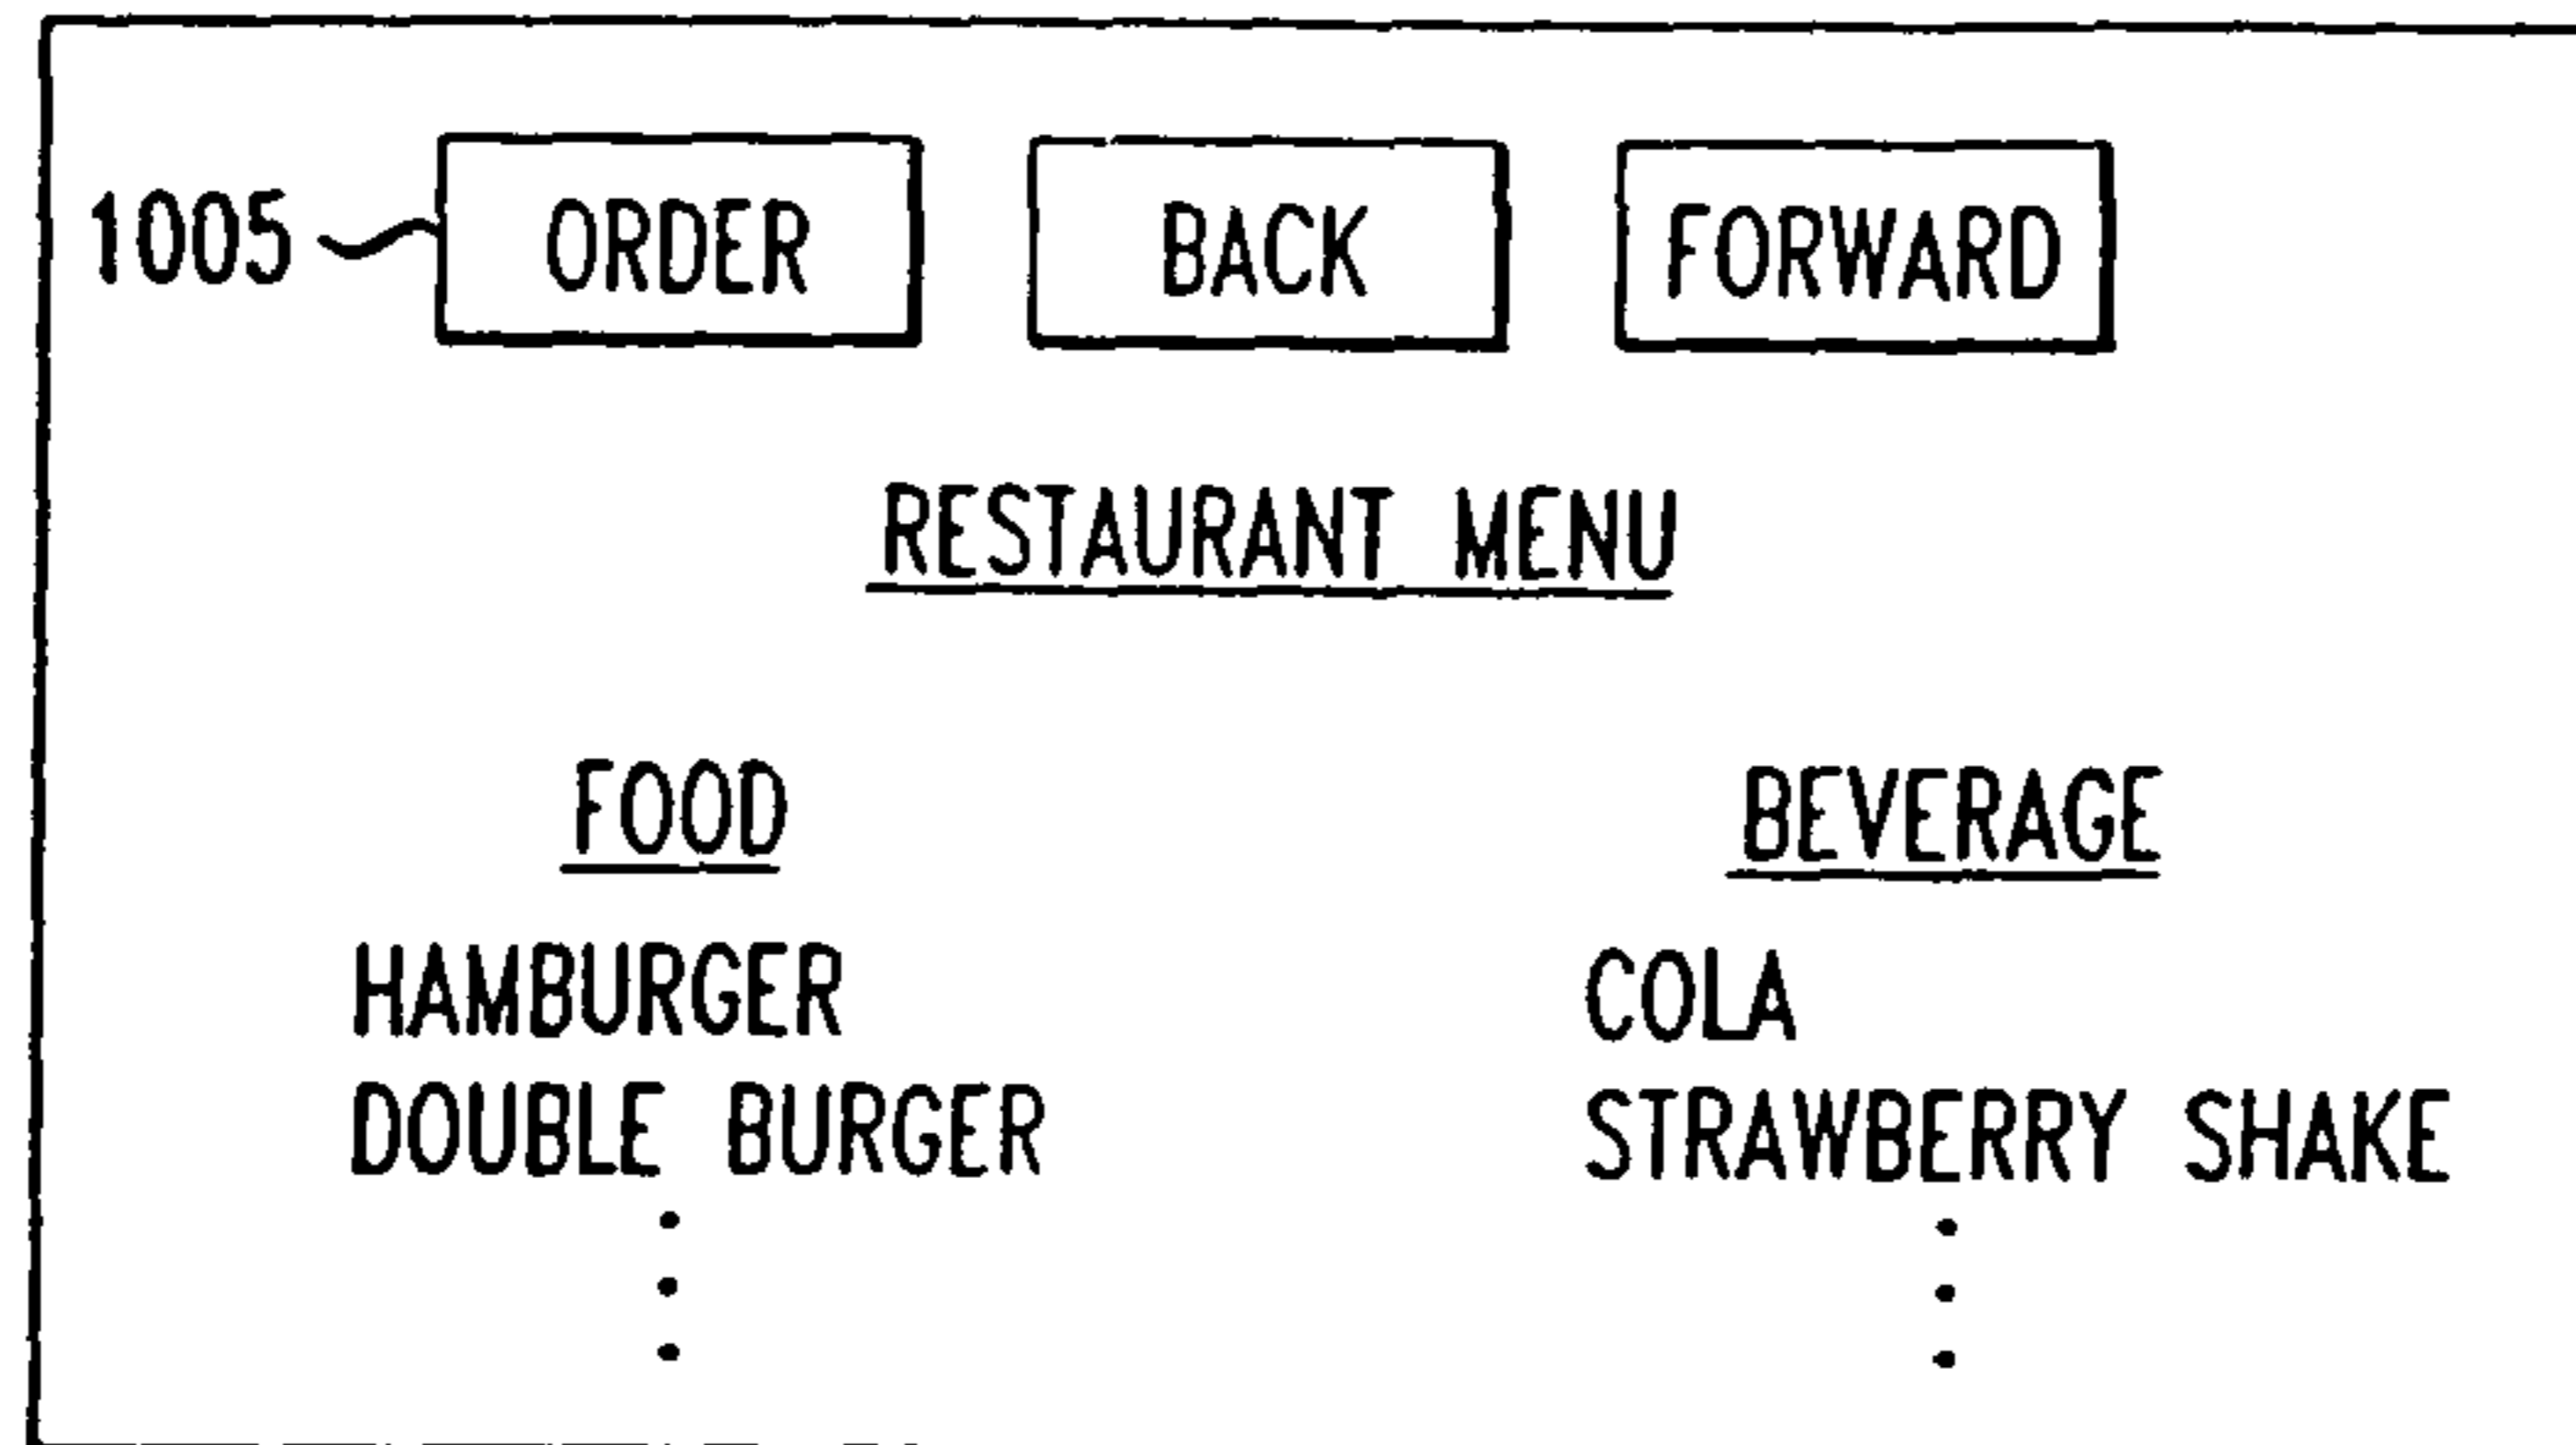 1005 ORDER BACK FORWARD
RESTAURANT MENU
FOOD BEVERAGE
HAMBURGER COLA
DOUBLE BURGER STRAWBERRY SHAKE